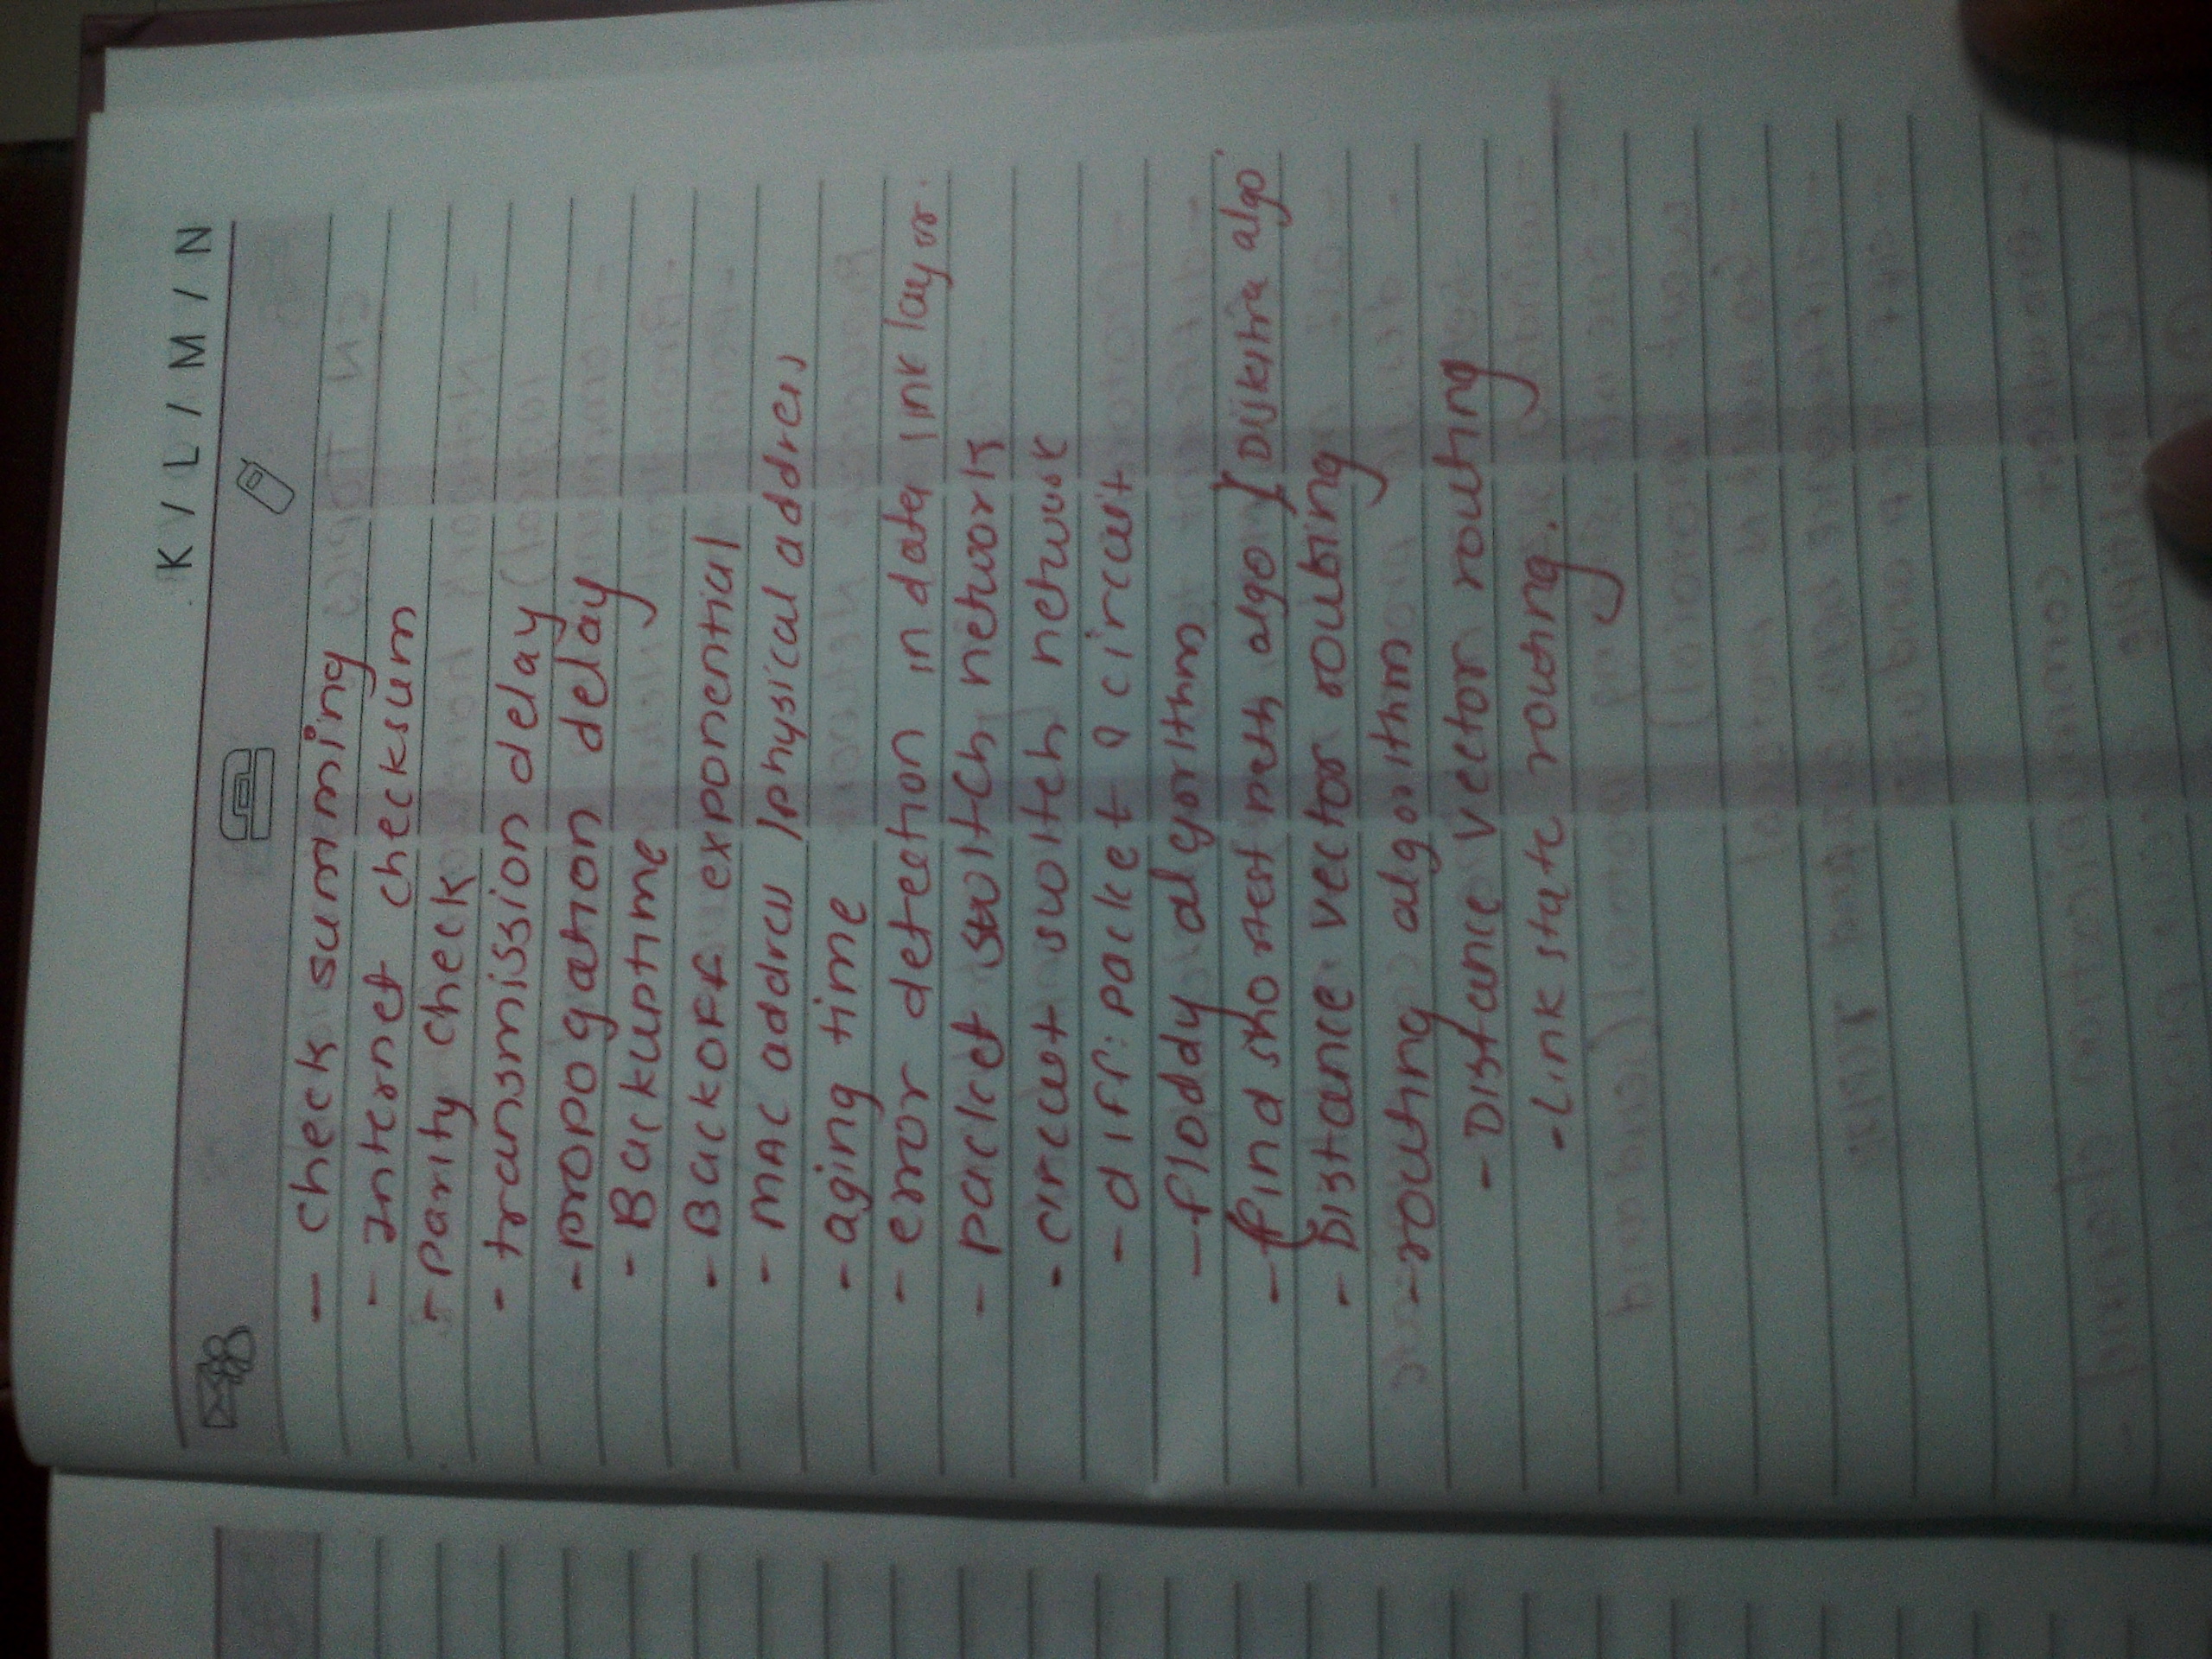 K / L / M / N
- check summing
- Internet checksum
- parity check
- transmission delay
- propogation delay
- Backuptime
- Backoff exponential
- MAC address / physical address
- aging time
- error detection in data link layer.
- packet switch network
- circuit switch network
- diff: packet & circuit
- floddy algorithm
- find shortest path algo / Dijkstra algo
- Distance vector routing
- routing algorithm
- Distance vector routing
- Link state routing.